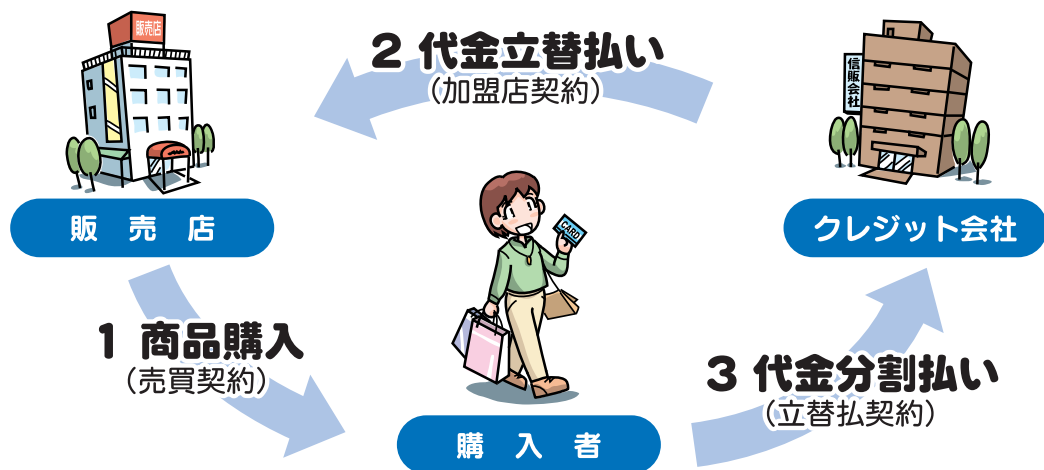 販売店
2 代金立替払い
(加盟店契約)
信販会社
販売店
クレジット会社
CARD
1 商品購入
(売買契約)
3 代金分割払い
(立替払契約)
購入者